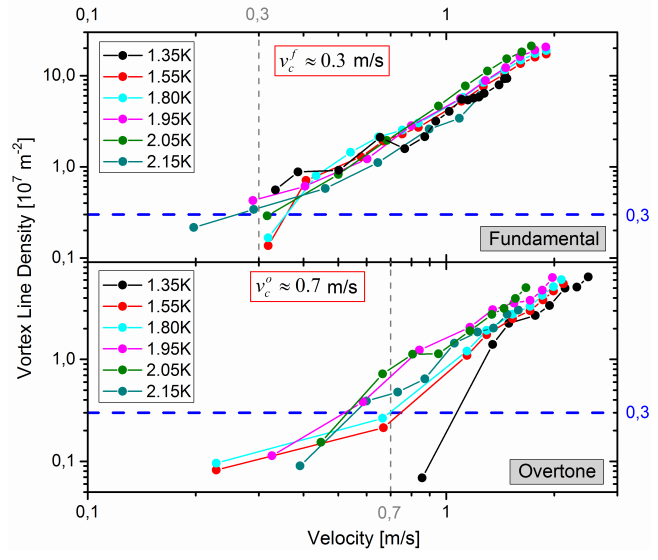 0,1
0,3
1
10,0
1,0
0,1
1.35K
1.55K
1.80K
1.95K
2.05K
2.15K
v_c^f ≈ 0.3 m/s
0,3
Fundamental
Vortex Line Density [10⁷ m⁻²]
1.0
0,1
1.35K
1.55K
1.80K
1.95K
2.05K
2.15K
v_c^o ≈ 0.7 m/s
0,3
Overtone
0,1
0,7
1
Velocity [m/s]